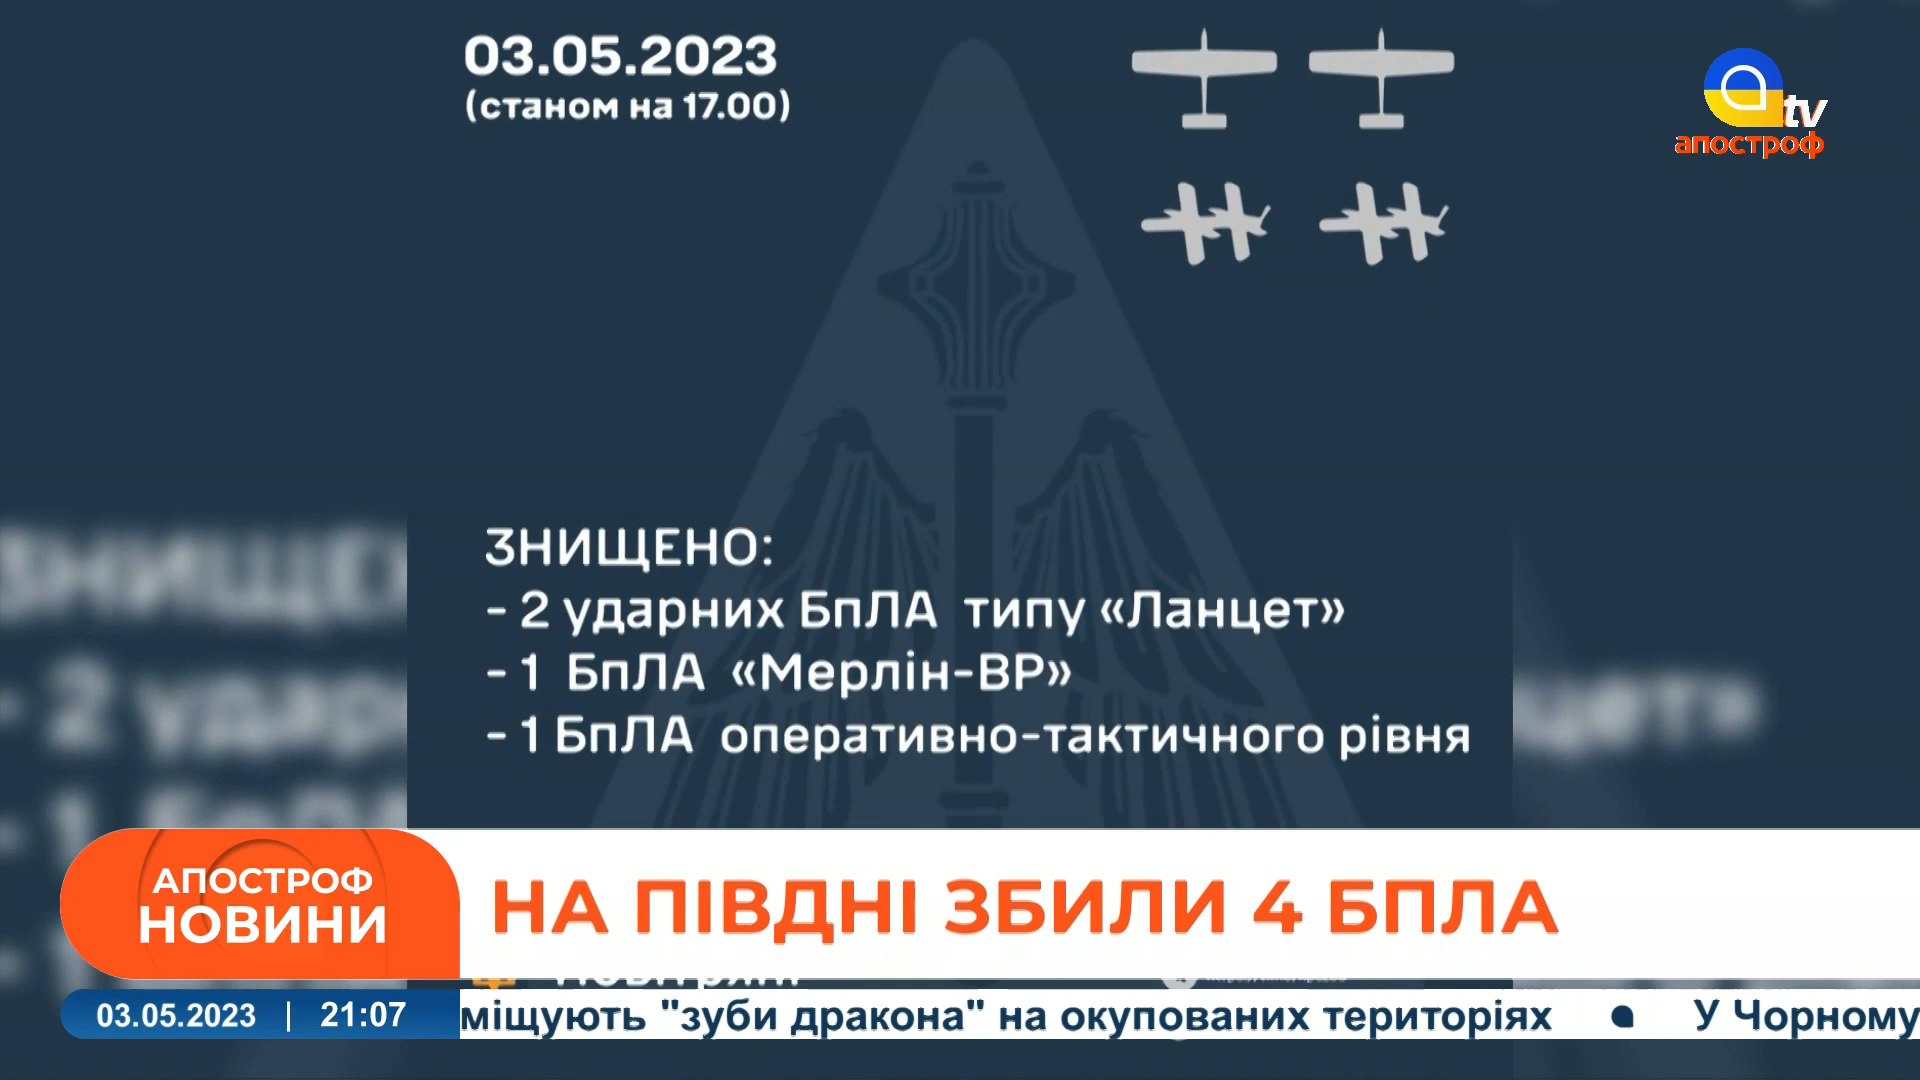 03.05.2023
(станом на 17.00)
tv
апостроф
ЗНИЩЕНО:
- 2 ударних БпЛА типу «Ланцет»
- 1 БпЛА «Мерлін-ВР»
- 1 БпЛА оперативно-тактичного рівня
АПОСТРОФ
НОВИНИ
НА ПІВДНІ ЗБИЛИ 4 БПЛА
03.05.2023 | 21:07
міщують "зуби дракона" на окупованих територіях • У Чорному